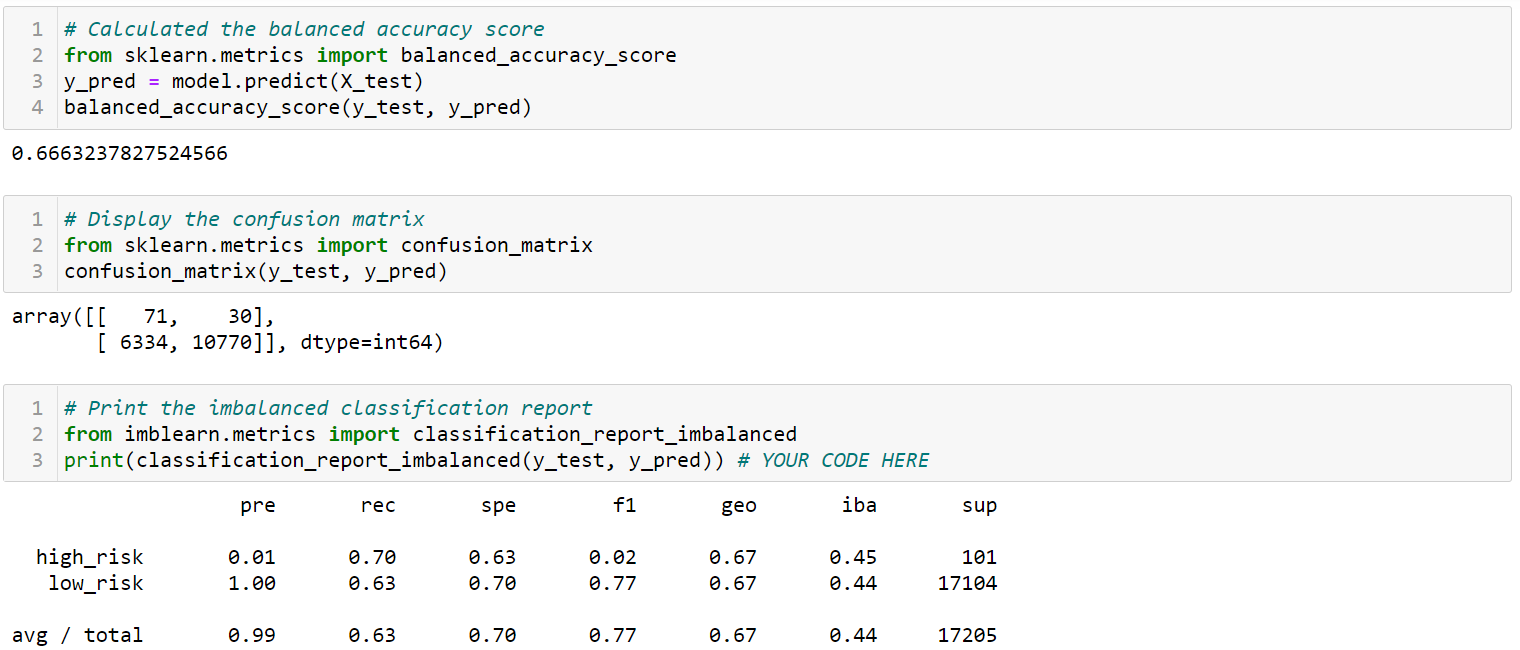 1 # Calculated the balanced accuracy score
2 from sklearn.metrics import balanced_accuracy_score
3 y_pred = model.predict(X_test)
4 balanced_accuracy_score(y_test, y_pred)
0.6663237827524566
1 # Display the confusion matrix
2 from sklearn.metrics import confusion_matrix
3 confusion_matrix(y_test, y_pred)
array([[   71,    30],
       [ 6334, 10770]], dtype=int64)
1 # Print the imbalanced classification report
2 from imblearn.metrics import classification_report_imbalanced
3 print(classification_report_imbalanced(y_test, y_pred)) # YOUR CODE HERE
pre rec spe f1 geo iba sup
high_risk 0.01 0.70 0.63 0.02 0.67 0.45 101
low_risk 1.00 0.63 0.70 0.77 0.67 0.44 17104
avg / total 0.99 0.63 0.70 0.77 0.67 0.44 17205